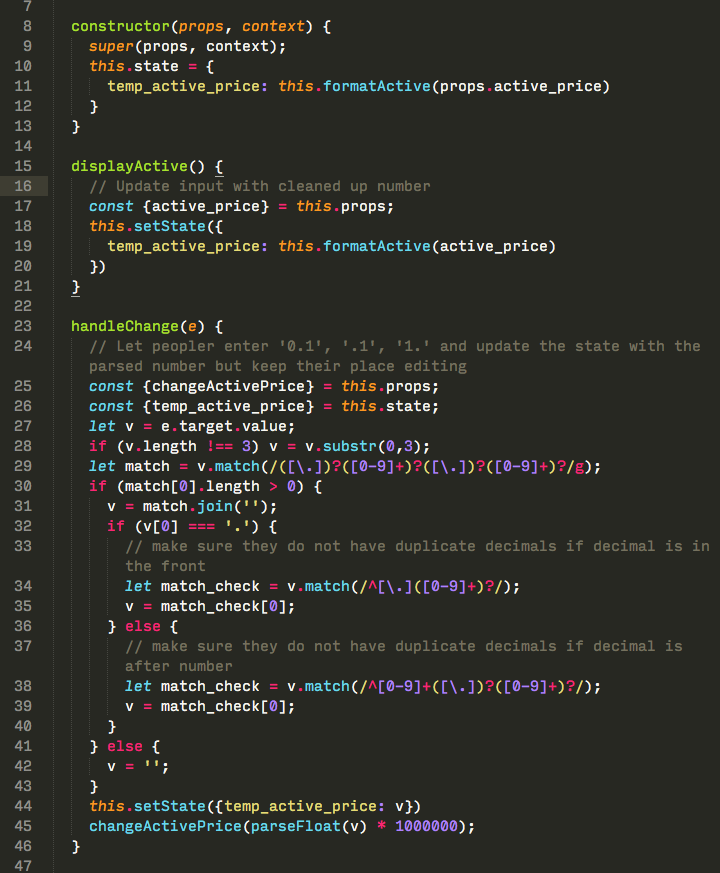 7
8 constructor(props, context) {
9 super(props, context);
10 this.state = {
11 temp_active_price: this.formatActive(props.active_price)
12 }
13 }
14
15 displayActive() {
16 // Update input with cleaned up number
17 const {active_price} = this.props;
18 this.setState({
19 temp_active_price: this.formatActive(active_price)
20 })
21 }
22
23 handleChange(e) {
24 // Let peopler enter '0.1', '.1', '1.' and update the state with the
parsed number but keep their place editing
25 const {changeActivePrice} = this.props;
26 const {temp_active_price} = this.state;
27 let v = e.target.value;
28 if (v.length !== 3) v = v.substr(0,3);
29 let match = v.match(/([\.])?([0-9]+)?([\.])?([0-9]+)?/g);
30 if (match[0].length > 0) {
31 v = match.join('');
32 if (v[0] === '.') {
33 // make sure they do not have duplicate decimals if decimal is in
the front
34 let match_check = v.match(/^[\.]([0-9]+)?/);
35 v = match_check[0];
36 } else {
37 // make sure they do not have duplicate decimals if decimal is
after number
38 let match_check = v.match(/^[0-9]+([\.])?([0-9]+)?/);
39 v = match_check[0];
40 }
41 } else {
42 v = '';
43 }
44 this.setState({temp_active_price: v})
45 changeActivePrice(parseFloat(v) * 1000000);
46 }
47